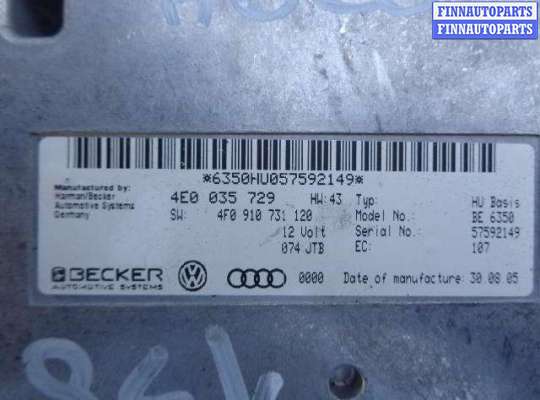 FINNAUTOPARTS
FINNAUTOPARTS
FINNAUTOPARTS
*6350HU057592149*
Manufactured by:
Harman/Becker
Automotive Systems
Germany
4E0 035 729 HW: 43 Typ: HU Basis
SW: 4F0 910 731 120 Model No.: BE 6350
12 Volt Serial No.: 57592149
074 JTB EC: 107
BECKER
AUTOMOTIVE SYSTEMS
0000 Date of manufacture: 30.08.05